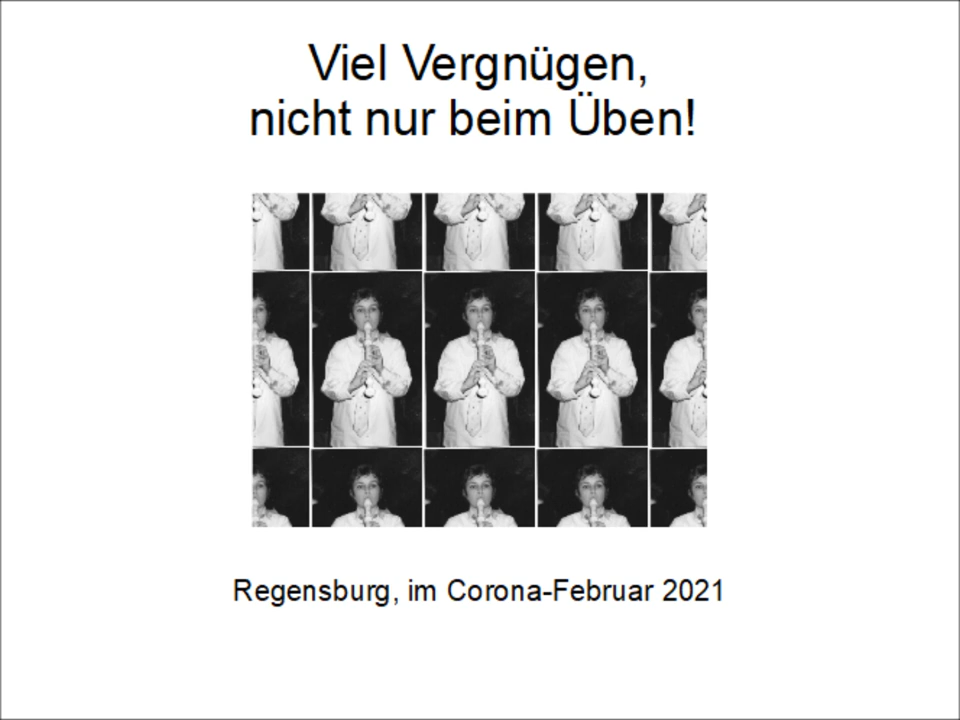 Viel Vergnügen,
nicht nur beim Üben!
Regensburg, im Corona-Februar 2021